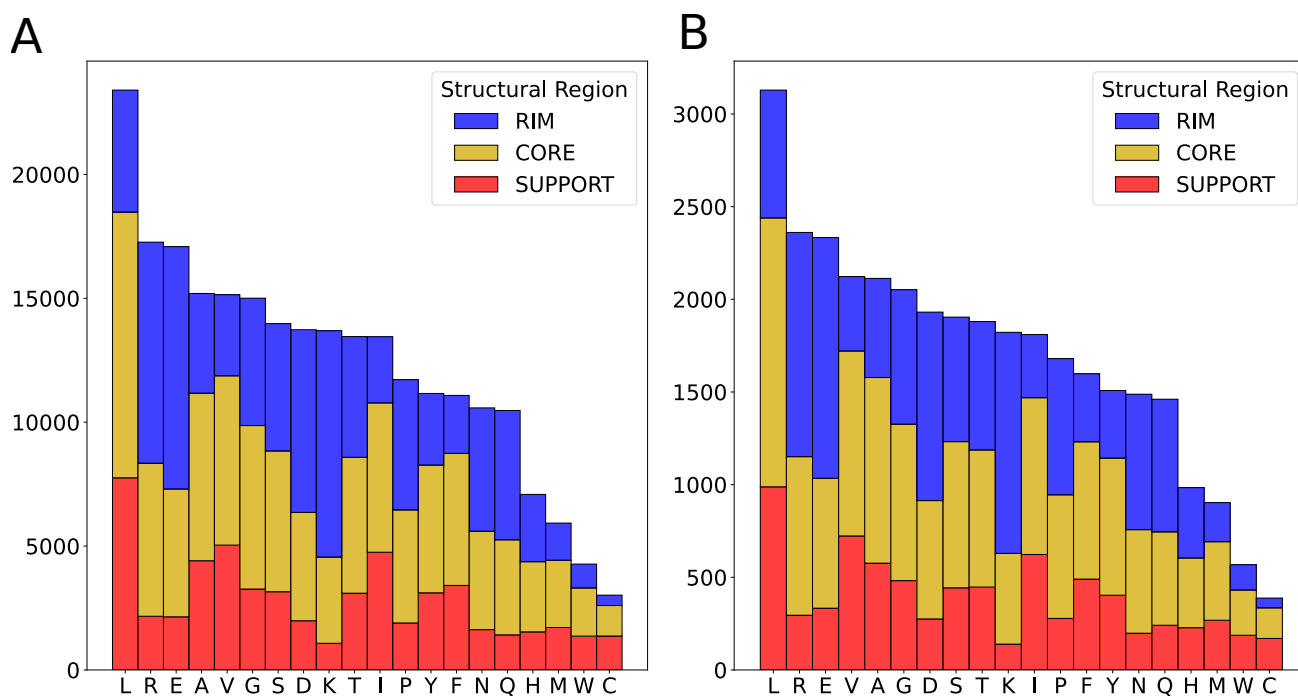 A
Structural Region
RIM
CORE
SUPPORT
20000
15000
10000
5000
0
L R E A V G S D K T I P Y F N Q H M W C
B
Structural Region
RIM
CORE
SUPPORT
3000
2500
2000
1500
1000
500
0
L R E V A G D S T K I P F Y N Q H M W C